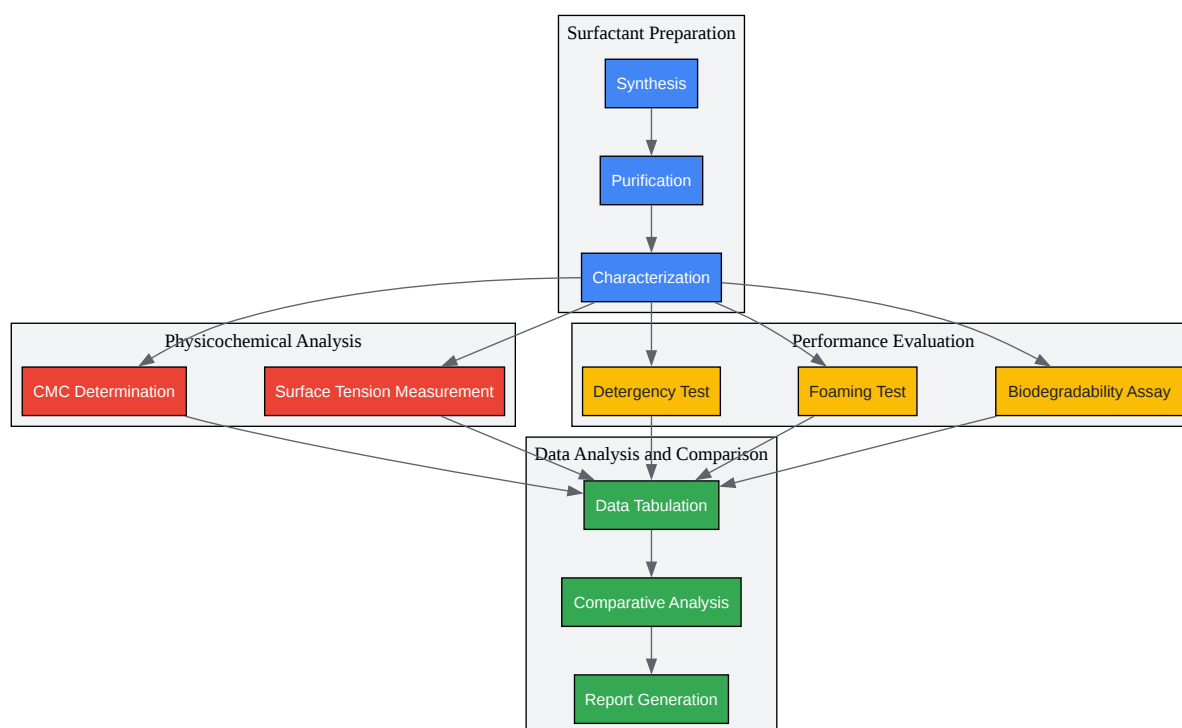 Surfactant Preparation
Synthesis
Purification
Characterization
Physicochemical Analysis
Performance Evaluation
CMC Determination
Surface Tension Measurement
Detergency Test
Foaming Test
Biodegradability Assay
Data Analysis and Comparison
Data Tabulation
Comparative Analysis
Report Generation